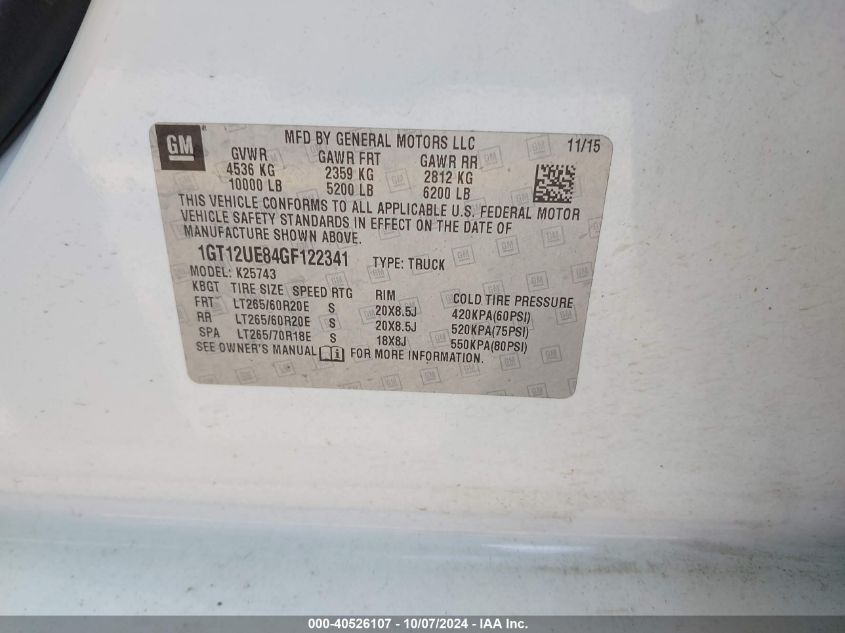 GM
MFD BY GENERAL MOTORS LLC 11/15
GVWR GAWR FRT GAWR RR
4536 KG 2359 KG 2812 KG
10000 LB 5200 LB 6200 LB
THIS VEHICLE CONFORMS TO ALL APPLICABLE U.S. FEDERAL MOTOR
VEHICLE SAFETY STANDARDS IN EFFECT ON THE DATE OF
MANUFACTURE SHOWN ABOVE.
1GT12UE84GF122341 TYPE: TRUCK
MODEL: K25743
KBGT TIRE SIZE SPEED RTG RIM COLD TIRE PRESSURE
FRT LT265/60R20E S 20X8.5J 420KPA(60PSI)
RR LT265/60R20E S 20X8.5J 520KPA(75PSI)
SPA LT265/70R18E S 18X8J 550KPA(80PSI)
SEE OWNER'S MANUAL FOR MORE INFORMATION.
000-40526107 - 10/07/2024 - IAA Inc.